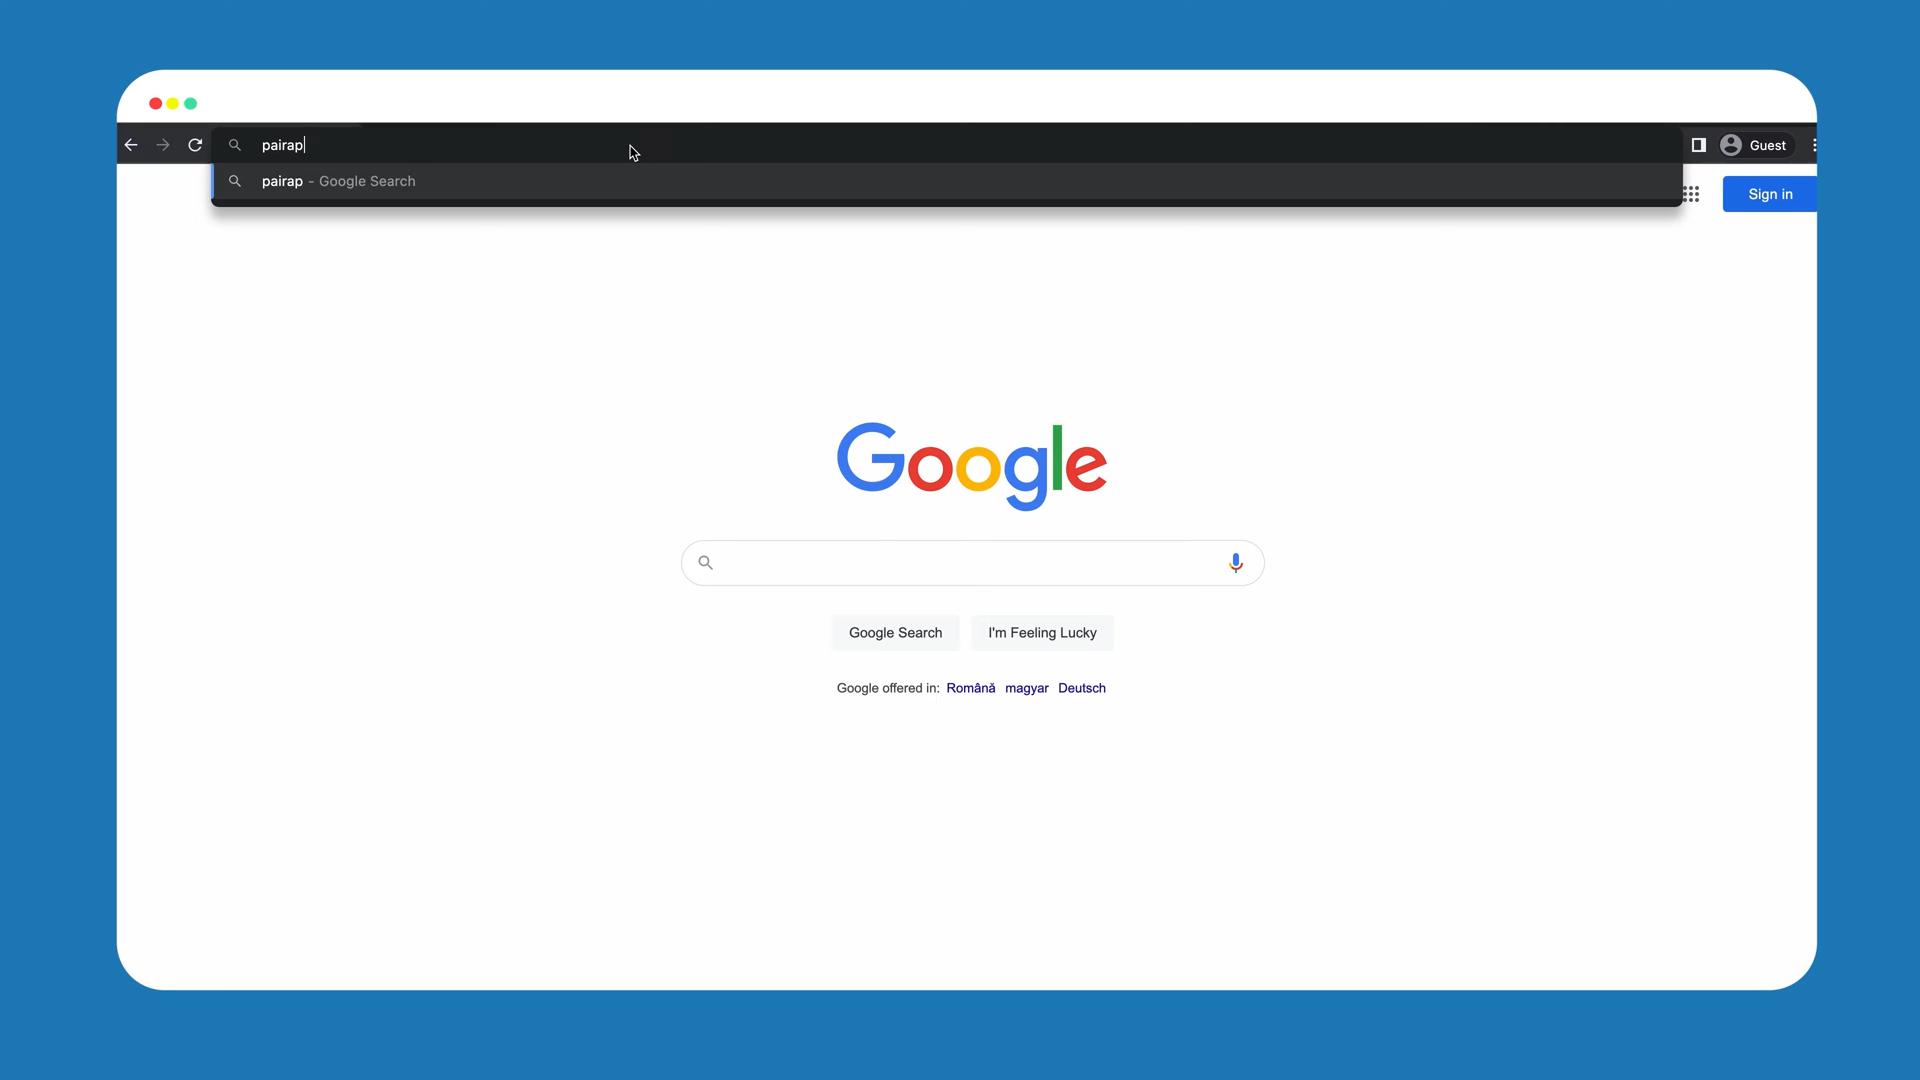 pairap
Guest
pairap - Google Search
Sign in
Google
Google Search
I'm Feeling Lucky
Google offered in: Română magyar Deutsch